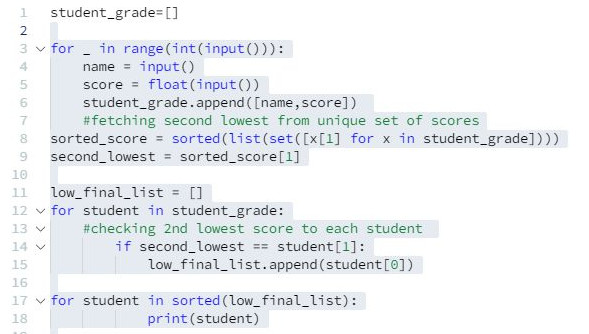 1 student_grade=[]
2
3 for _ in range(int(input())):
4 name = input()
5 score = float(input())
6 student_grade.append([name,score])
7 #fetching second lowest from unique set of scores
8 sorted_score = sorted(list(set([x[1] for x in student_grade])))
9 second_lowest = sorted_score[1]
10
11 low_final_list = []
12 for student in student_grade:
13 #checking 2nd lowest score to each student
14 if second_lowest == student[1]:
15 low_final_list.append(student[0])
16
17 for student in sorted(low_final_list):
18 print(student)